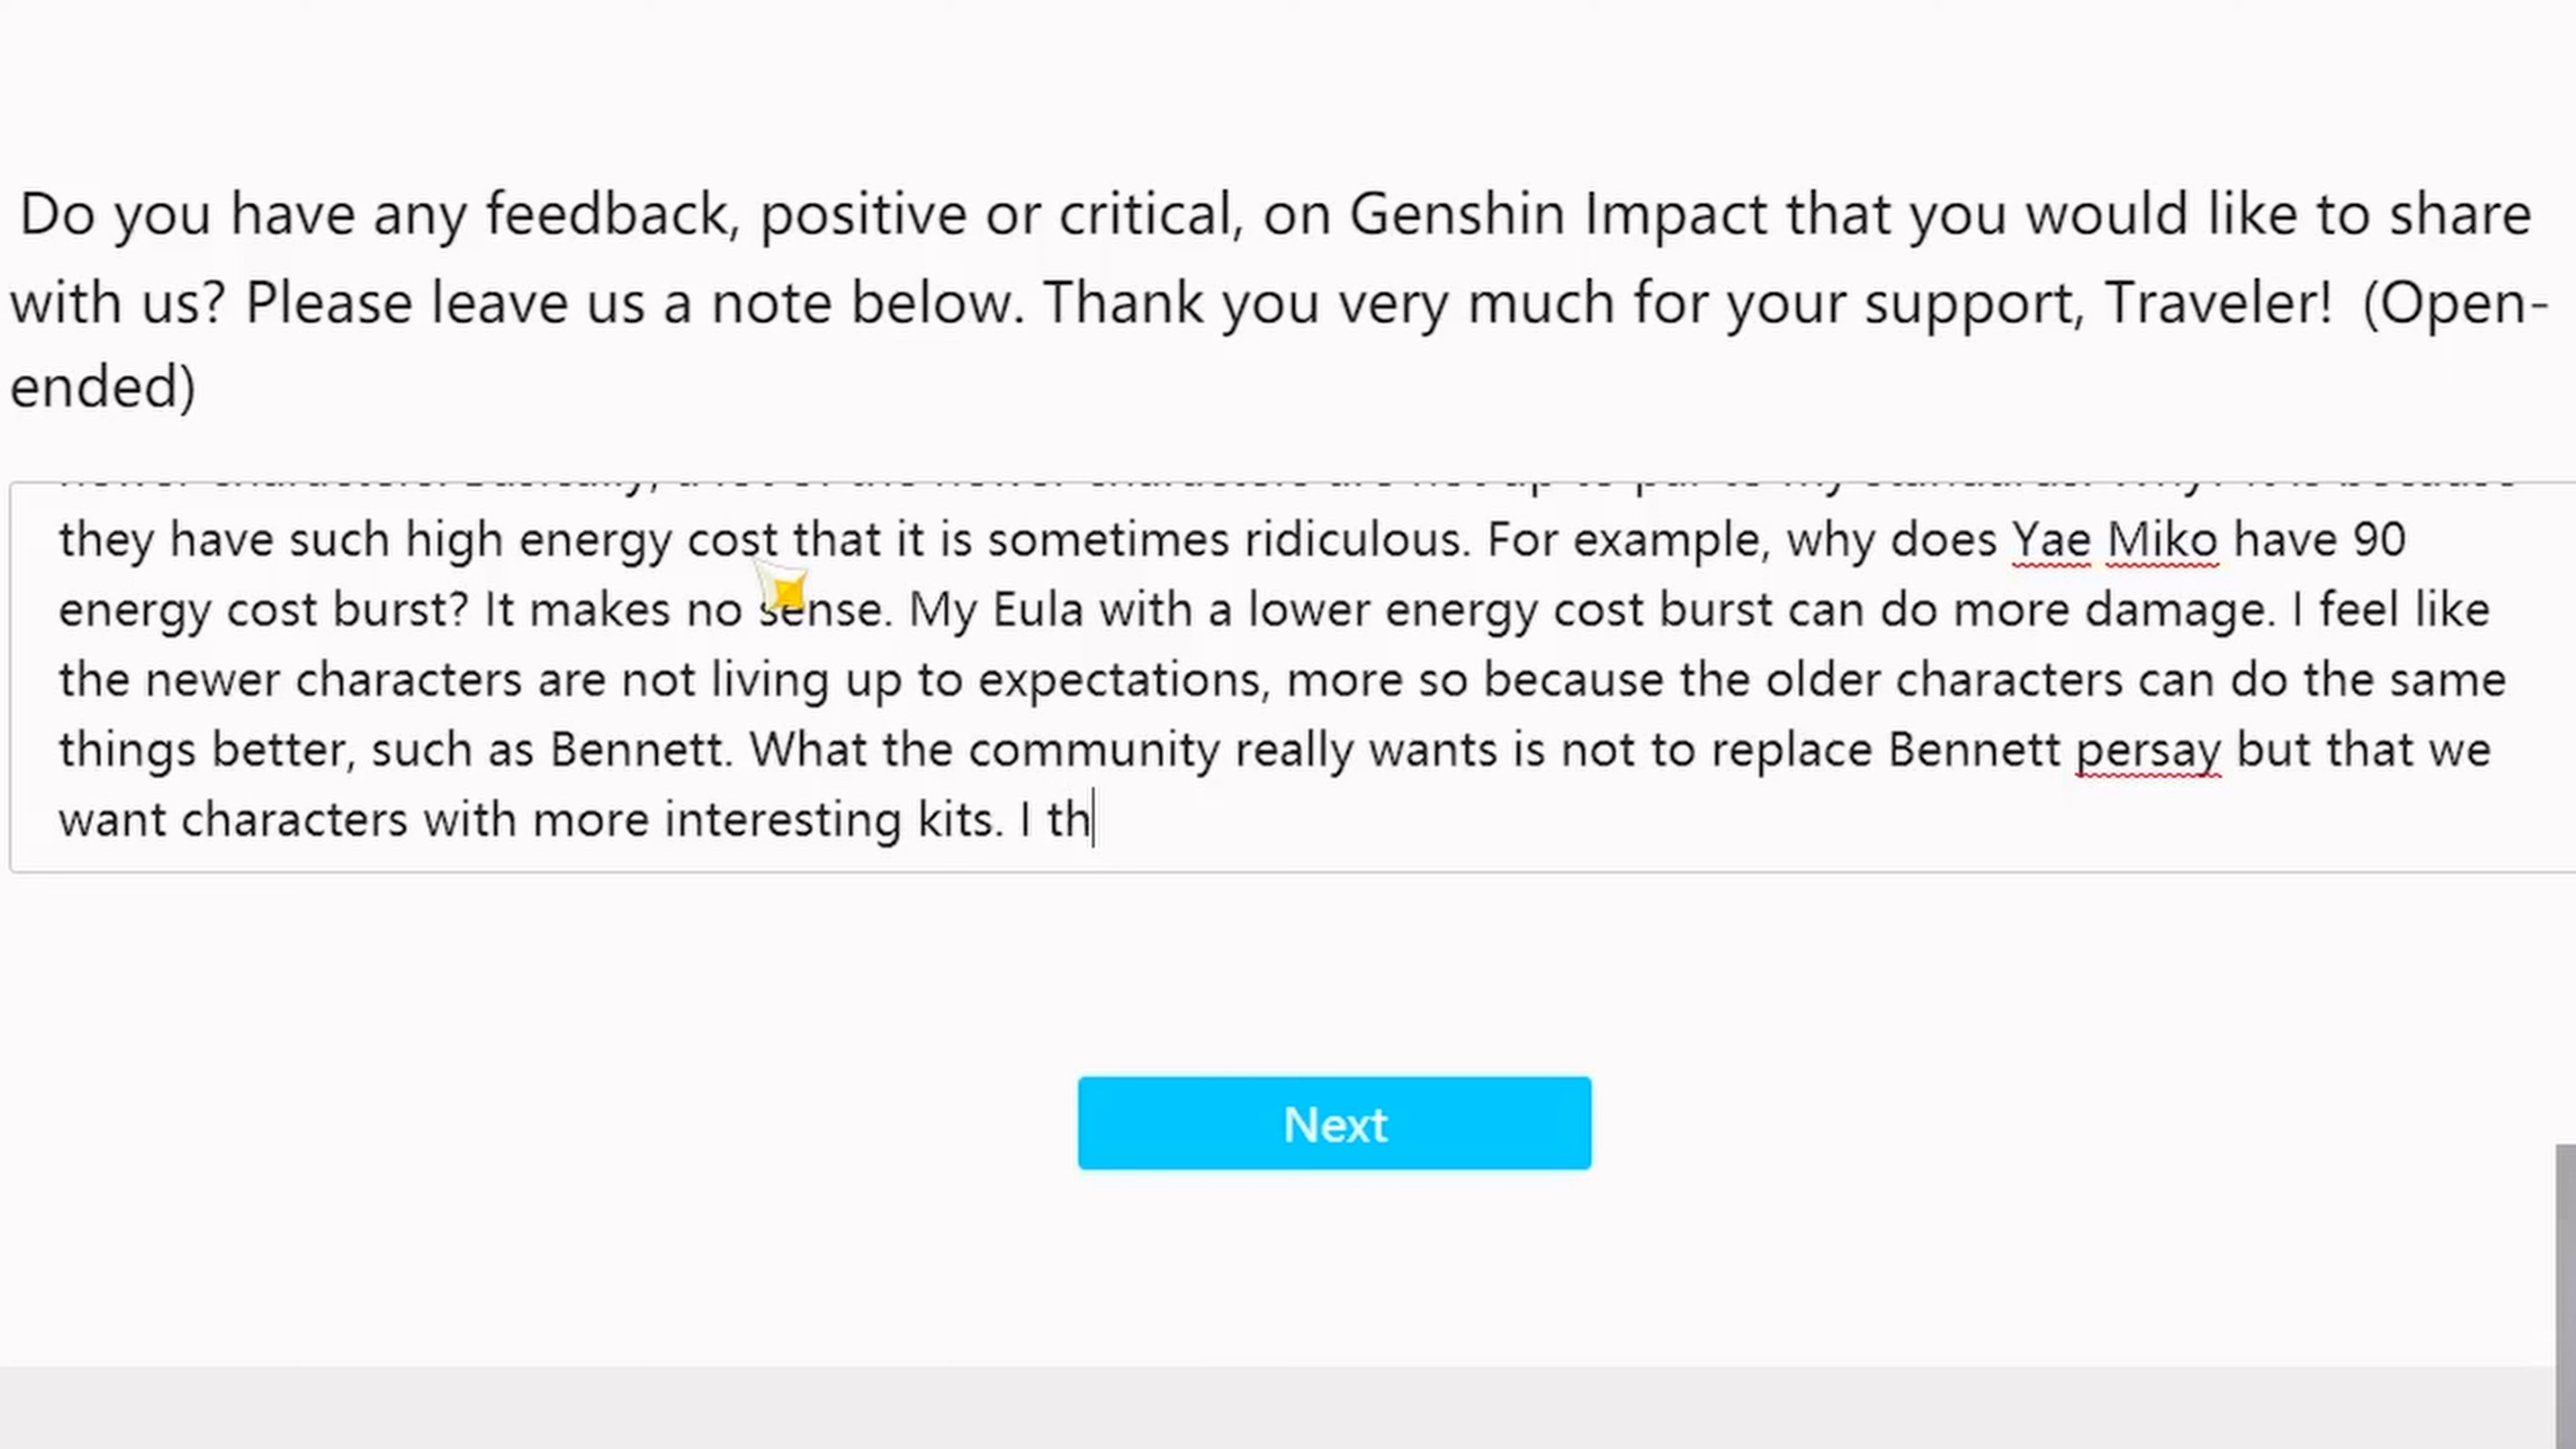 Do you have any feedback, positive or critical, on Genshin Impact that you would like to share
with us? Please leave us a note below. Thank you very much for your support, Traveler! (Open-
ended)
they have such high energy cost that it is sometimes ridiculous. For example, why does Yae Miko have 90
energy cost burst? It makes no sense. My Eula with a lower energy cost burst can do more damage. I feel like
the newer characters are not living up to expectations, more so because the older characters can do the same
things better, such as Bennett. What the community really wants is not to replace Bennett persay but that we
want characters with more interesting kits. I th
Next